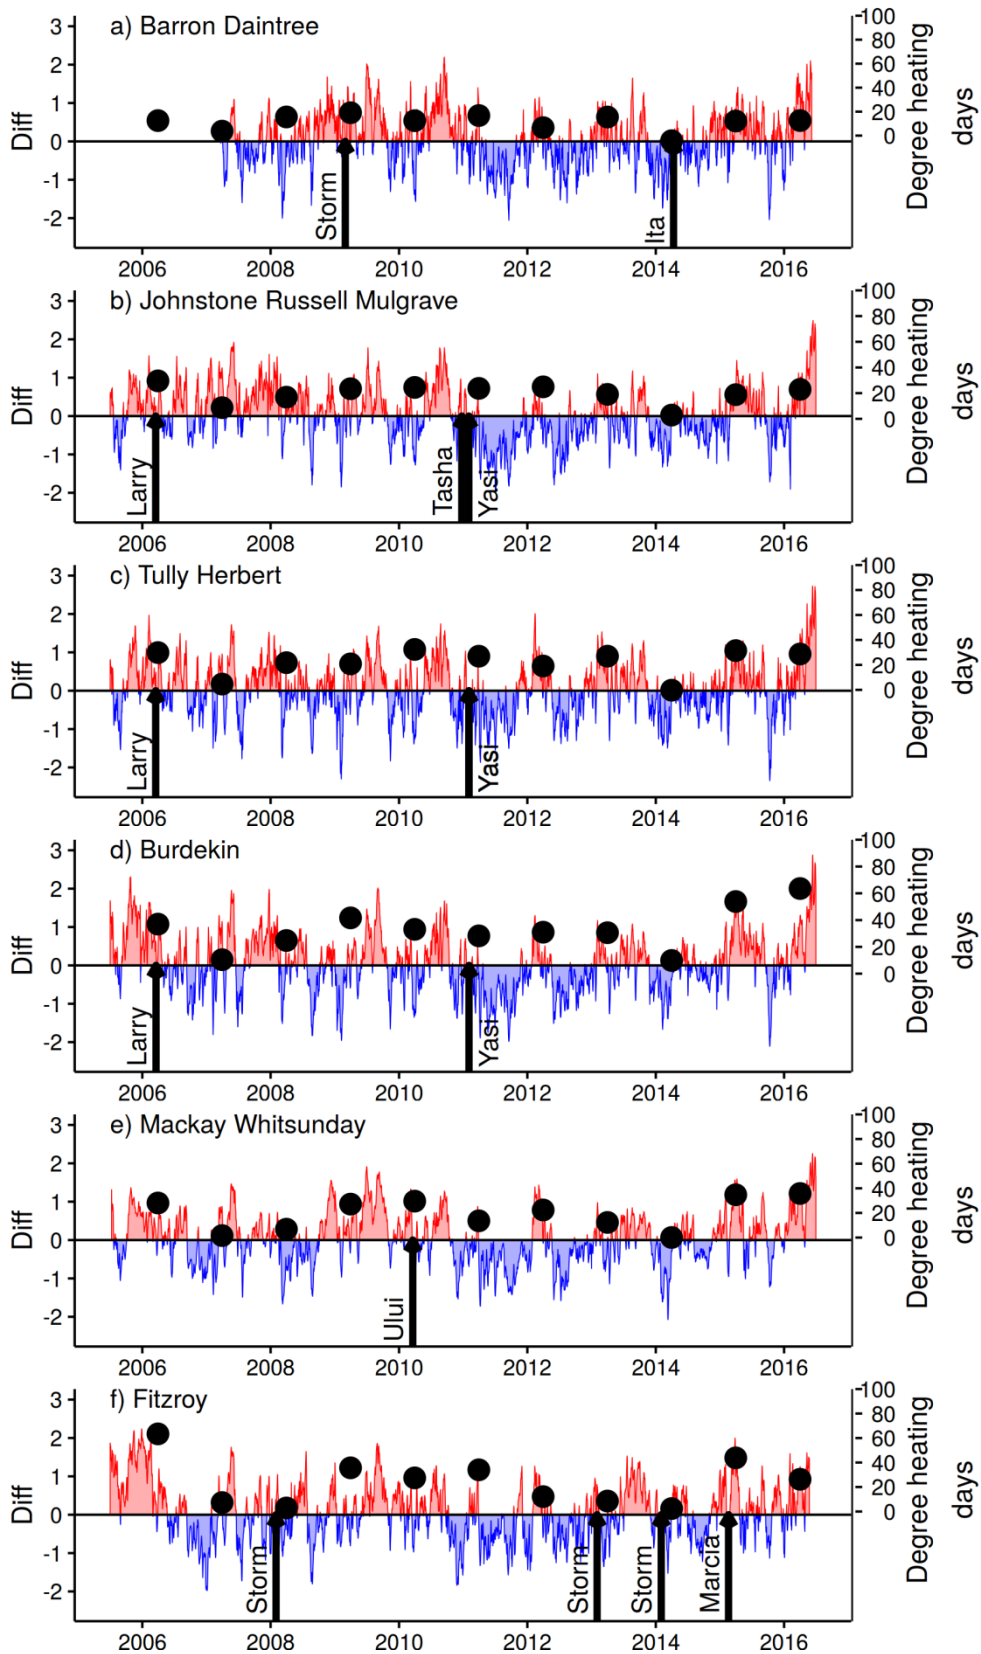 a) Barron Daintree
3
2
1
0
-1
-2
Diff
100
80
60
40
20
0
Degree heating
days
Storm
Ita
2006 2008 2010 2012 2014 2016
b) Johnstone Russell Mulgrave
3
2
1
0
-1
-2
Diff
100
80
60
40
20
0
Degree heating
days
Larry
Tasha
Yasi
2006 2008 2010 2012 2014 2016
c) Tully Herbert
3
2
1
0
-1
-2
Diff
100
80
60
40
20
0
Degree heating
days
Larry
Yasi
2006 2008 2010 2012 2014 2016
d) Burdekin
3
2
1
0
-1
-2
Diff
100
80
60
40
20
0
Degree heating
days
Larry
Yasi
2006 2008 2010 2012 2014 2016
e) Mackay Whitsunday
3
2
1
0
-1
-2
Diff
100
80
60
40
20
0
Degree heating
days
Ului
2006 2008 2010 2012 2014 2016
f) Fitzroy
3
2
1
0
-1
-2
Diff
100
80
60
40
20
0
Degree heating
days
Storm
Storm
Storm
Marcia
2006 2008 2010 2012 2014 2016